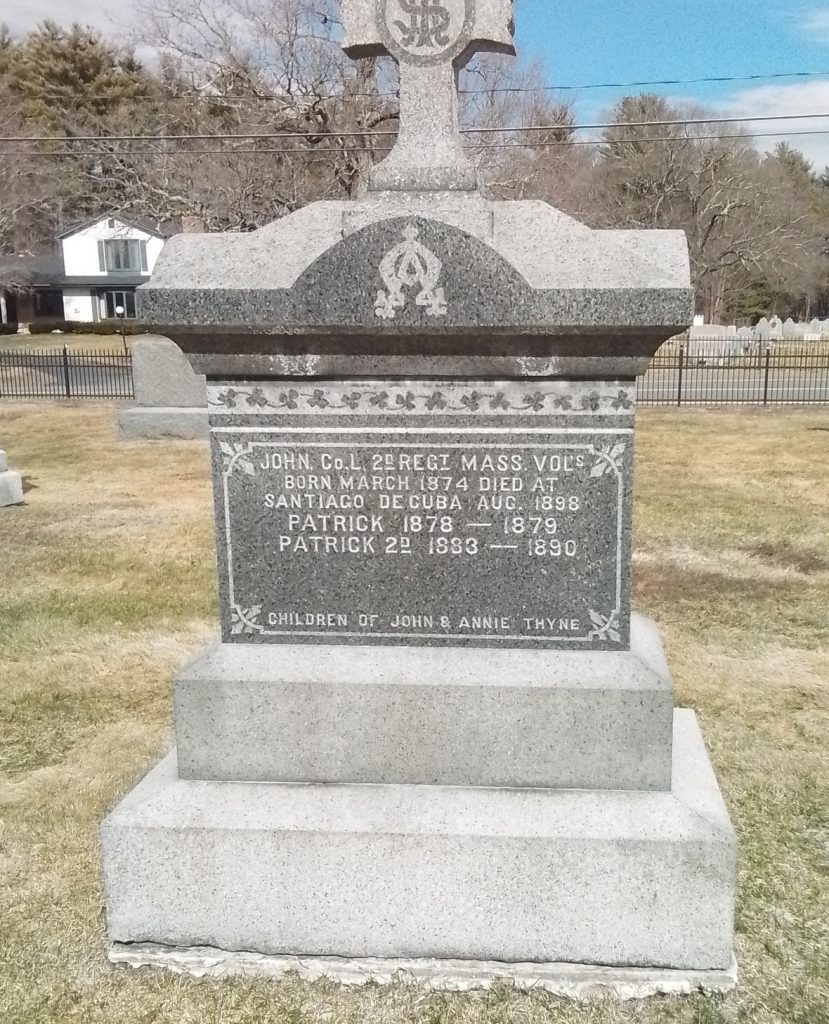 IHS
JOHN, Co. L. 2D REGT. MASS. VOLS
BORN MARCH 1874 DIED AT
SANTIAGO DE CUBA AUG. 1898
PATRICK 1878 — 1879
PATRICK 2D 1883 — 1890
CHILDREN OF JOHN & ANNIE THYNE